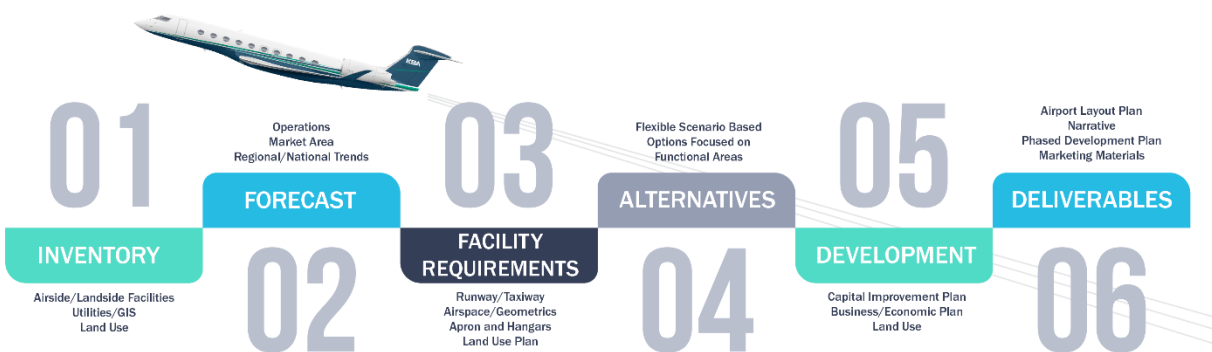 01
INVENTORY
Airside/Landside Facilities
Utilities/GIS
Land Use
Operations
Market Area
Regional/National Trends
FORECAST
02
03
FACILITY
REQUIREMENTS
Runway/Taxiway
Airspace/Geometrics
Apron and Hangars
Land Use Plan
Flexible Scenario Based
Options Focused on
Functional Areas
ALTERNATIVES
04
05
DEVELOPMENT
Capital Improvement Plan
Business/Economic Plan
Land Use
Airport Layout Plan
Narrative
Phased Development Plan
Marketing Materials
DELIVERABLES
06